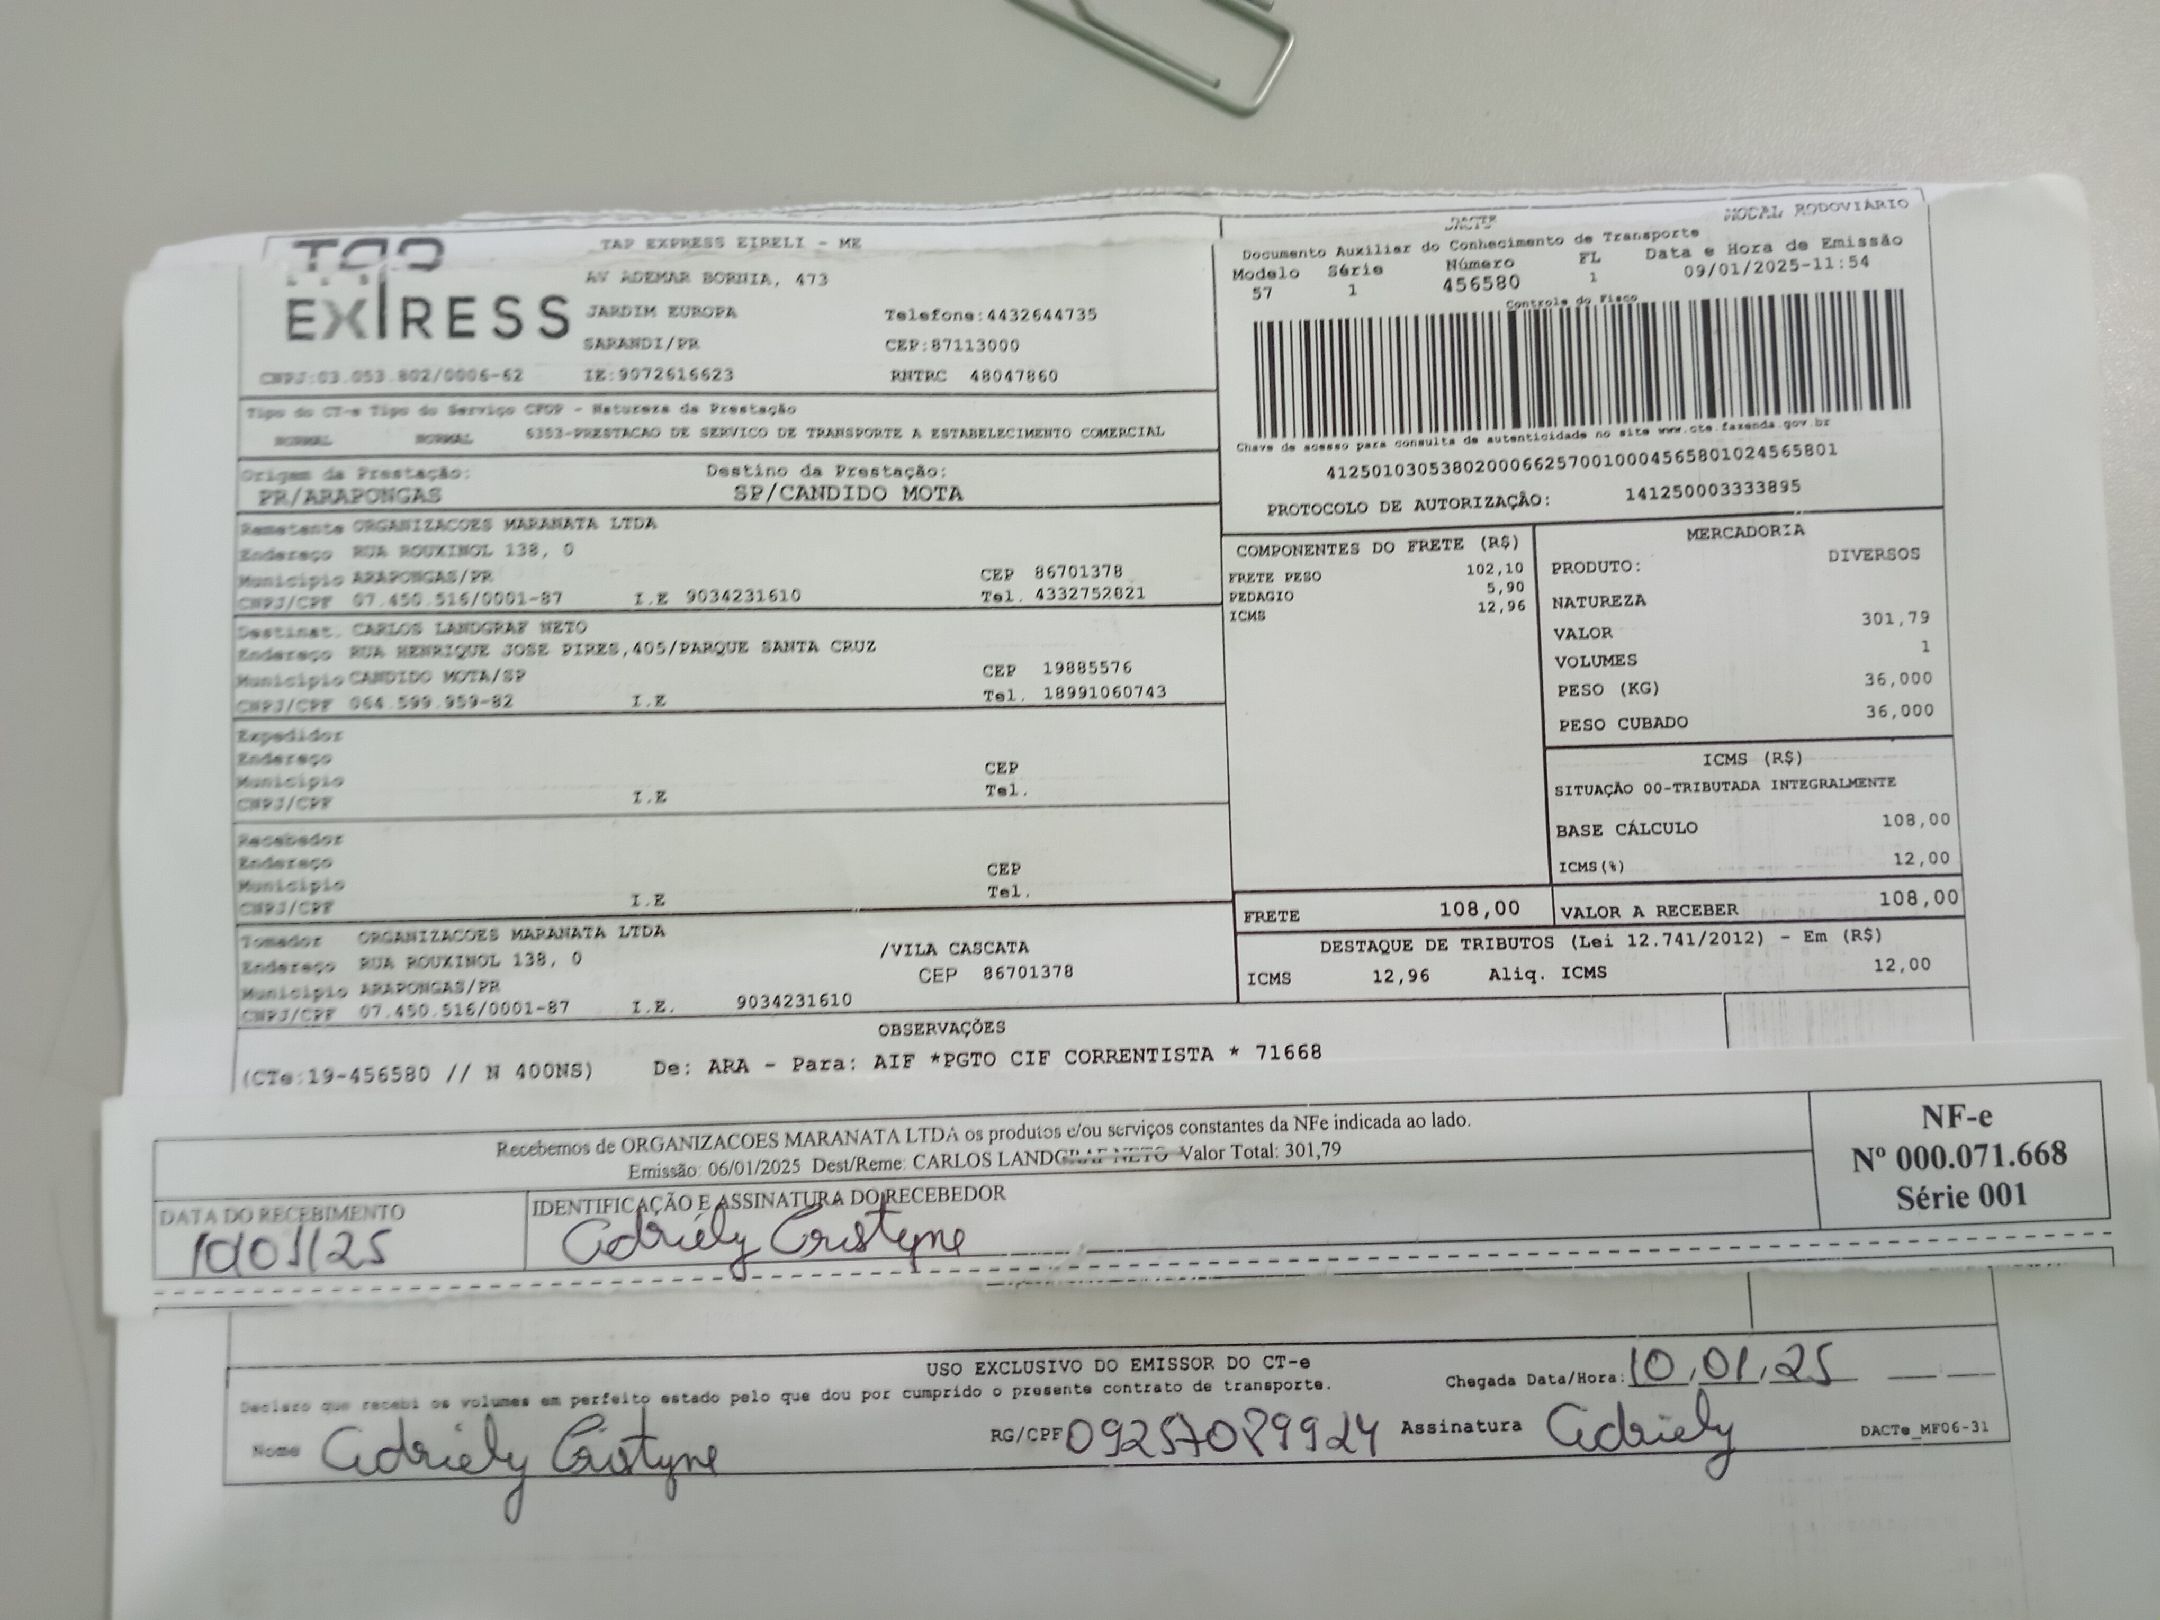 TAP
EXPRESS
TAP EXPRESS EIRELI - ME
AV ADEMAR BORNIA, 473
JARDIM EUROPA Telefone:4432644735
SARANDI/PR CEP:87113000
CNPJ:03.053.802/0006-62 IE:9072616623 RNTRC 48047860
DACTE MODAL RODOVIÁRIO
Documento Auxiliar do Conhecimento de Transporte
Modelo Série Número FL Data e Hora de Emissão
57 1 456580 1 09/01/2025-11:54
Controle do Fisco
Chave de acesso para consulta de autenticidade no site www.cte.fazenda.gov.br
41250103053802000662570010004565801024565801
PROTOCOLO DE AUTORIZAÇÃO: 141250003333895
Tipo do CT-e Tipo do Serviço CFOP - Natureza da Prestação
NORMAL NORMAL 6353-PRESTACAO DE SERVICO DE TRANSPORTE A ESTABELECIMENTO COMERCIAL
Origem da Prestação: Destino da Prestação:
PR/ARAPONGAS SP/CANDIDO MOTA
Remetente ORGANIZACOES MARANATA LTDA
Endereço RUA ROUXINOL 138, 0
Município ARAPONGAS/PR CEP 86701378
CNPJ/CPF 07.450.516/0001-87 I.E 9034231610 Tel. 4332752821
Destinat. CARLOS LANDGRAF NETO
Endereço RUA HENRIQUE JOSE PIRES,405/PARQUE SANTA CRUZ
Município CANDIDO MOTA/SP CEP 19885576
CNPJ/CPF 064.599.959-82 I.E Tel. 18991060743
Expedidor
Endereço
Município CEP
CNPJ/CPF I.E Tel.
Recebedor
Endereço
Município CEP
CNPJ/CPF I.E Tel.
Tomador ORGANIZACOES MARANATA LTDA
Endereço RUA ROUXINOL 138, 0 /VILA CASCATA
Município ARAPONGAS/PR CEP 86701378
CNPJ/CPF 07.450.516/0001-87 I.E. 9034231610
COMPONENTES DO FRETE (R$)
FRETE PESO 102,10
PEDAGIO 5,90
ICMS 12,96
MERCADORIA
PRODUTO: DIVERSOS
NATUREZA
VALOR 301,79
VOLUMES 1
PESO (KG) 36,000
PESO CUBADO 36,000
ICMS (R$)
SITUAÇÃO 00-TRIBUTADA INTEGRALMENTE
BASE CÁLCULO 108,00
ICMS(%) 12,00
FRETE 108,00 VALOR A RECEBER 108,00
DESTAQUE DE TRIBUTOS (Lei 12.741/2012) - Em (R$)
ICMS 12,96 Aliq. ICMS 12,00
OBSERVAÇÕES
(CTe:19-456580 // N 400NS) De: ARA - Para: AIF *PGTO CIF CORRENTISTA * 71668
Recebemos de ORGANIZACOES MARANATA LTDA os produtos e/ou serviços constantes da NFe indicada ao lado.
Emissão: 06/01/2025 Dest/Reme: CARLOS LANDGRAF NETO Valor Total: 301,79
NF-e
Nº 000.071.668
Série 001
DATA DO RECEBIMENTO IDENTIFICAÇÃO E ASSINATURA DO RECEBEDOR
10/01/25 Adriely Cristyne
USO EXCLUSIVO DO EMISSOR DO CT-e
Declaro que recebi os volumes em perfeito estado pelo que dou por cumprido o presente contrato de transporte.
Chegada Data/Hora: 10/01/25
Nome Adriely Cristyne RG/CPF 09257089924 Assinatura Adriely DACTe_MF06-31